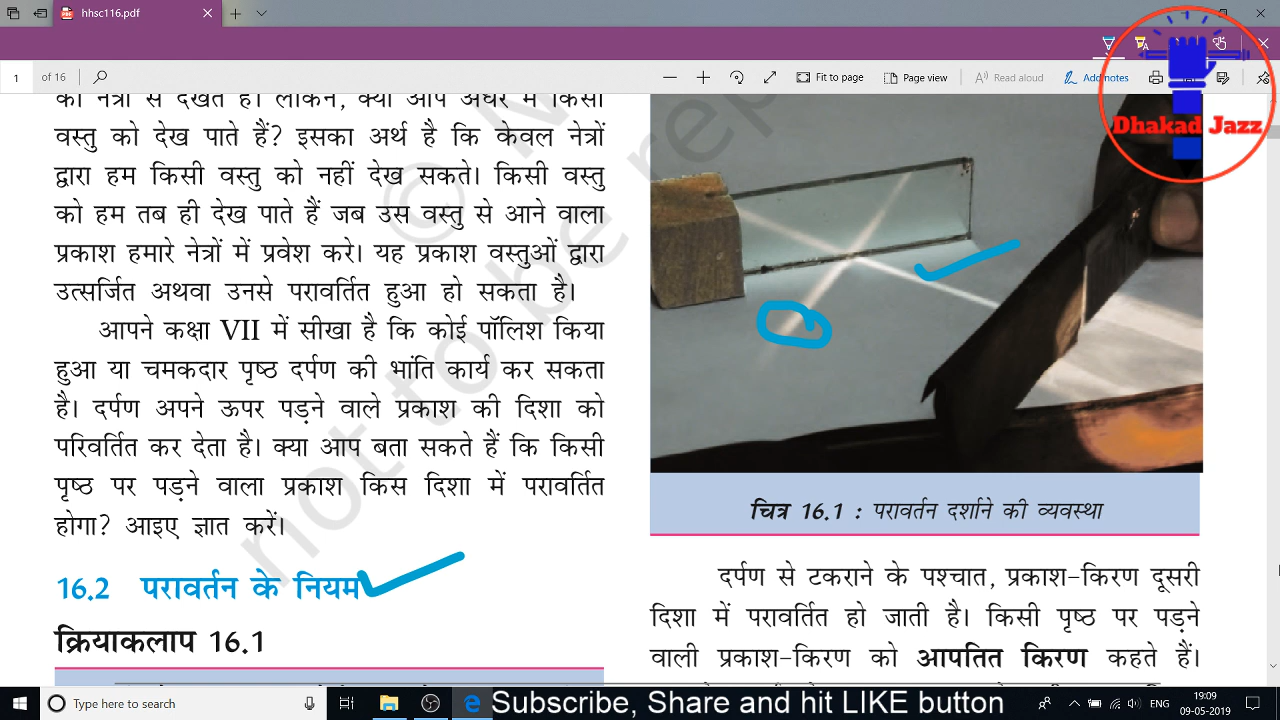 hhsc116.pdf
Dhakad Jazz
1 of 16
Fit to page
Page view
Read aloud
Add notes
को नेत्रों से देखते हैं। लेकिन, क्या आप अंधेरे में किसी
वस्तु को देख पाते हैं? इसका अर्थ है कि केवल नेत्रों
द्वारा हम किसी वस्तु को नहीं देख सकते। किसी वस्तु
को हम तब ही देख पाते हैं जब उस वस्तु से आने वाला
प्रकाश हमारे नेत्रों में प्रवेश करे। यह प्रकाश वस्तुओं द्वारा
उत्सर्जित अथवा उनसे परावर्तित हुआ हो सकता है।
आपने कक्षा VII में सीखा है कि कोई पॉलिश किया
हुआ या चमकदार पृष्ठ दर्पण की भांति कार्य कर सकता
है। दर्पण अपने ऊपर पड़ने वाले प्रकाश की दिशा को
परिवर्तित कर देता है। क्या आप बता सकते हैं कि किसी
पृष्ठ पर पड़ने वाला प्रकाश किस दिशा में परावर्तित
होगा? आइए ज्ञात करें।
16.2 परावर्तन के नियम
क्रियाकलाप 16.1
चित्र 16.1 : परावर्तन दर्शाने की व्यवस्था
दर्पण से टकराने के पश्चात, प्रकाश-किरण दूसरी
दिशा में परावर्तित हो जाती है। किसी पृष्ठ पर पड़ने
वाली प्रकाश-किरण को आपतित किरण कहते हैं।
not to be rep
Type here to search
Subscribe, Share and hit LIKE button
ENG
19:09
09-05-2019